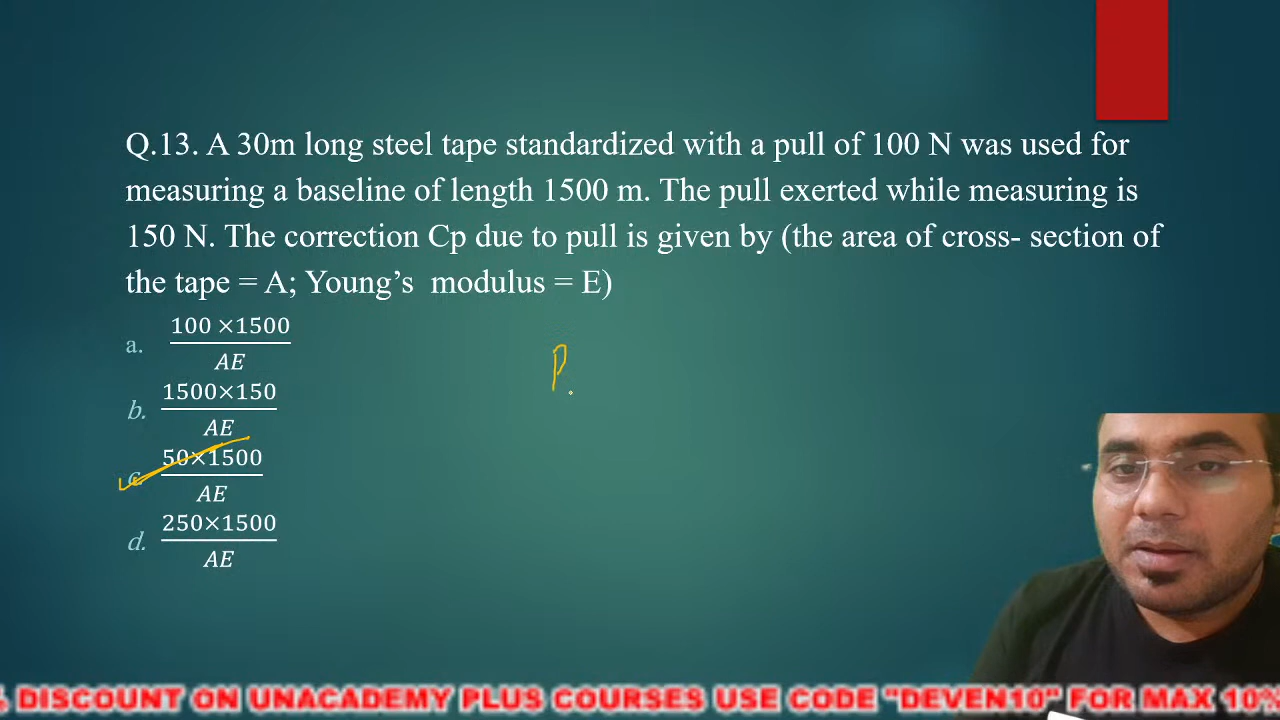 Q.13. A 30m long steel tape standardized with a pull of 100 N was used for
measuring a baseline of length 1500 m. The pull exerted while measuring is
150 N. The correction Cp due to pull is given by (the area of cross- section of
the tape = A; Young’s modulus = E)
a. 100 ×1500
AE
b. 1500×150
AE
c. 50×1500
AE
d. 250×1500
AE
P
% DISCOUNT ON UNACADEMY PLUS COURSES USE CODE "DEVEN10" FOR MAX 10%